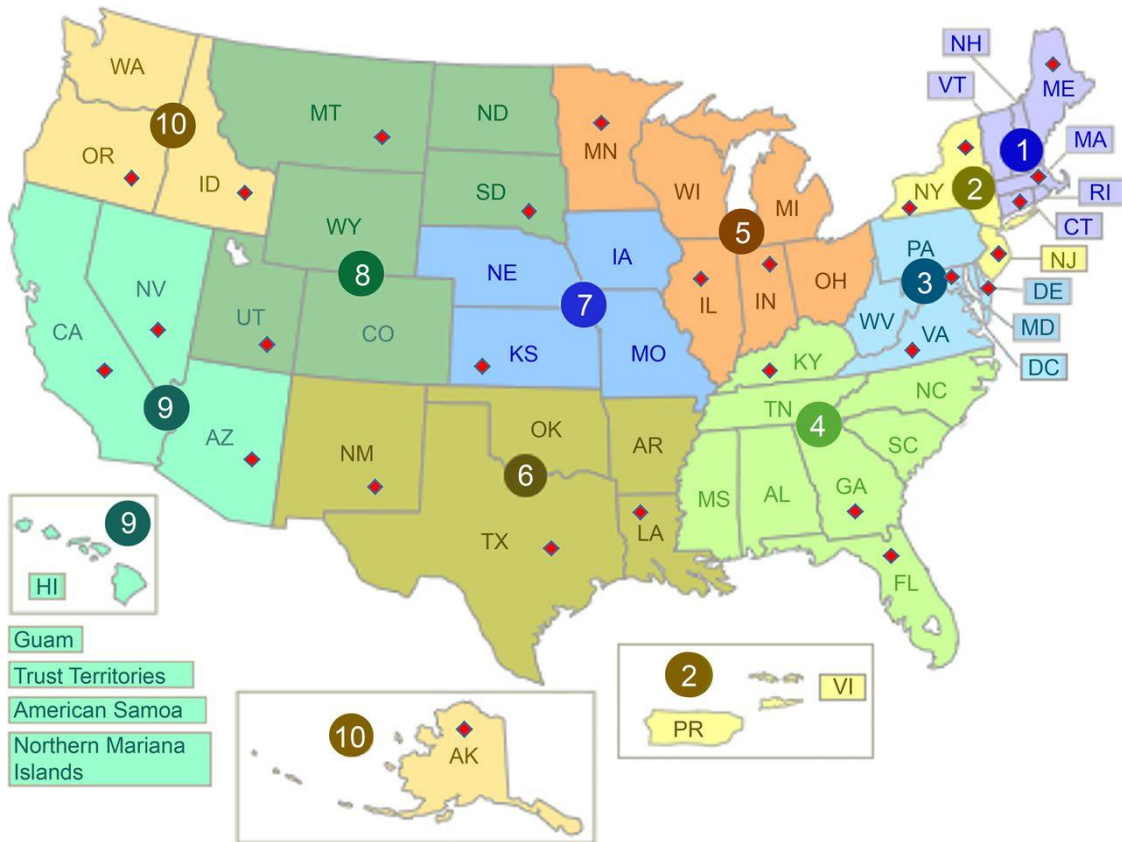 WA
MT
ND
MN
NH
ME
VT
10
OR
ID
SD
WI
MI
NY
2
1
MA
RI
CT
WY
8
NE
IA
5
PA
3
NJ
NV
UT
CO
7
IL
IN
OH
WV
VA
DE
MD
DC
CA
KS
MO
KY
9
AZ
NM
OK
6
AR
TN
4
NC
SC
MS
AL
GA
TX
LA
FL
9
HI
Guam
Trust Territories
American Samoa
Northern Mariana
Islands
10
AK
2
VI
PR